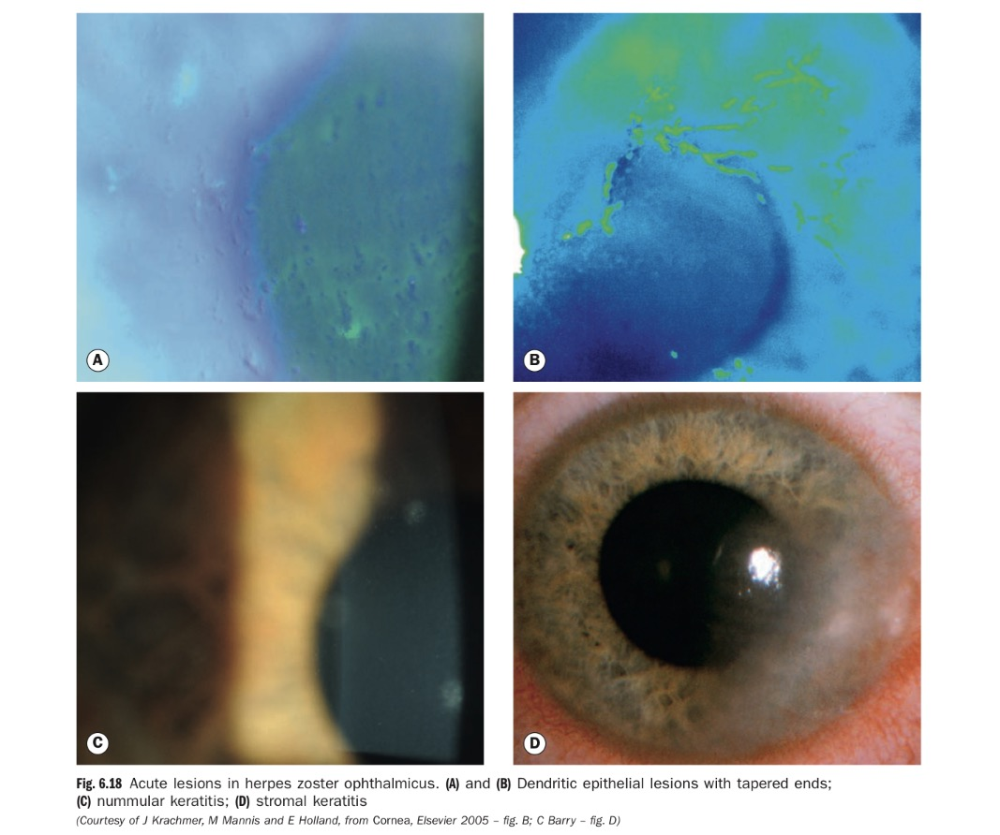 A
B
C
D
Fig. 6.18 Acute lesions in herpes zoster ophthalmicus. (A) and (B) Dendritic epithelial lesions with tapered ends;
(C) nummular keratitis; (D) stromal keratitis
(Courtesy of J Krachmer, M Mannis and E Holland, from Cornea, Elsevier 2005 – fig. B; C Barry – fig. D)